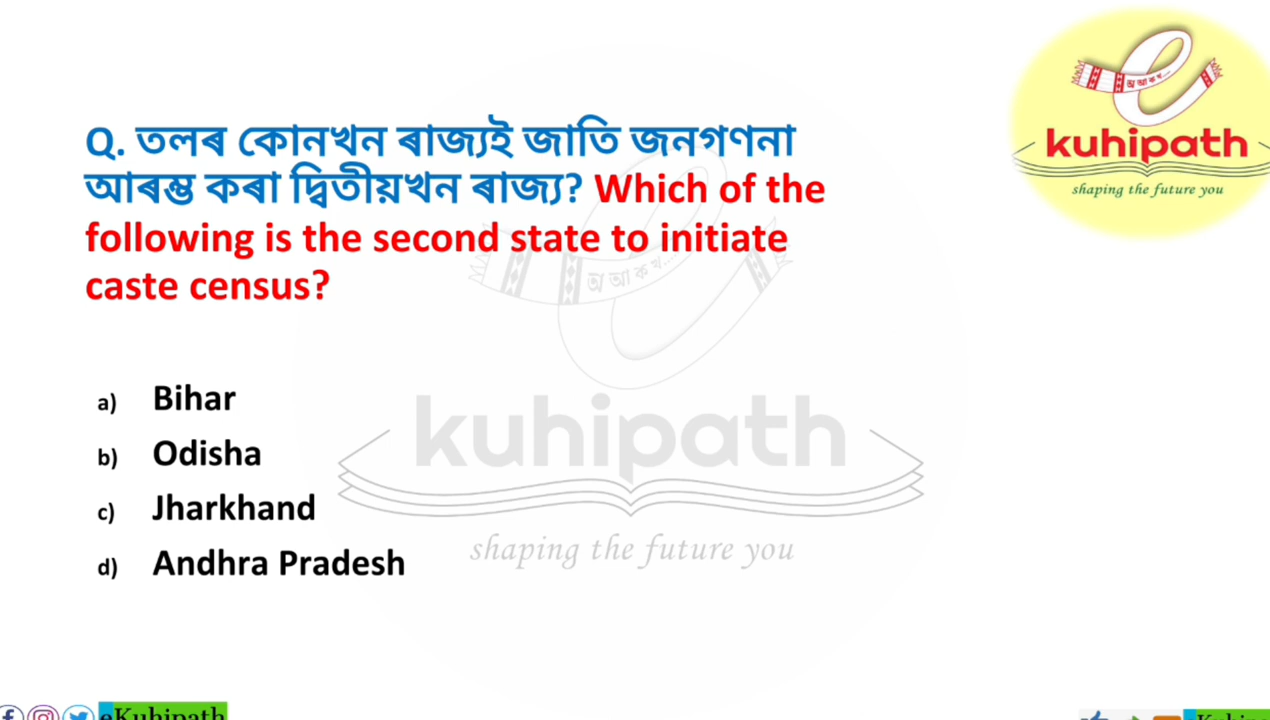 অ আ ক খ....
kuhipath
shaping the future you
Q. তলৰ কোনখন ৰাজ্যই জাতি জনগণনা
আৰম্ভ কৰা দ্বিতীয়খন ৰাজ্য? Which of the
following is the second state to initiate
caste census?
অ আ ক খ....
a) Bihar
b) Odisha
c) Jharkhand
d) Andhra Pradesh
kuhipath
shaping the future you
eKuhipath